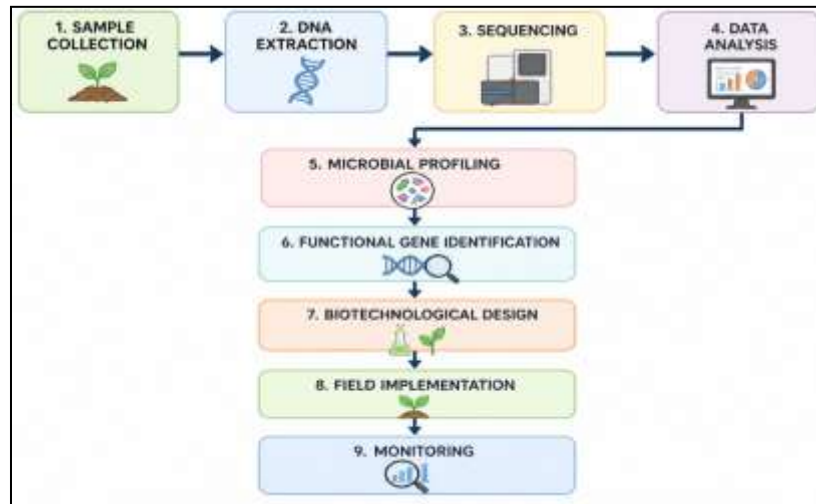 1. SAMPLE
COLLECTION
2. DNA
EXTRACTION
3. SEQUENCING
4. DATA
ANALYSIS
5. MICROBIAL PROFILING
6. FUNCTIONAL GENE IDENTIFICATION
7. BIOTECHNOLOGICAL DESIGN
8. FIELD IMPLEMENTATION
9. MONITORING